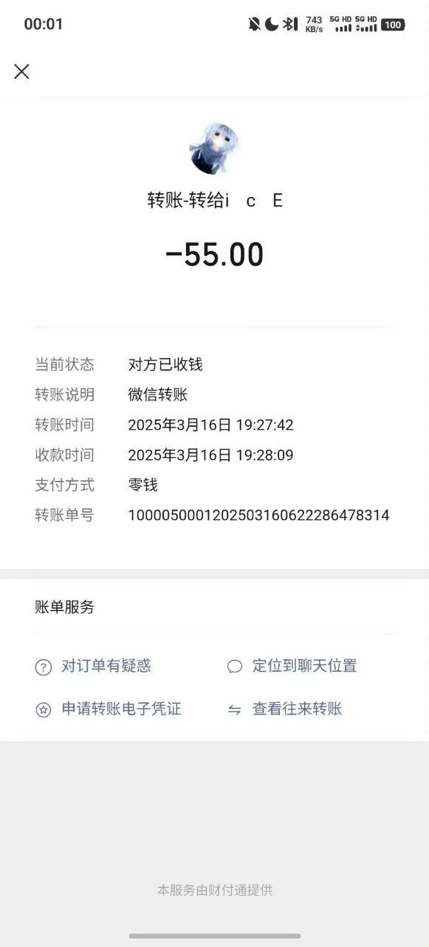 00:01
743 KB/s 5G HD 5G HD 100
转账-转给i c E
-55.00
当前状态 对方已收钱
转账说明 微信转账
转账时间 2025年3月16日 19:27:42
收款时间 2025年3月16日 19:28:09
支付方式 零钱
转账单号 1000050001202503160622286478314
账单服务
对订单有疑惑 定位到聊天位置
申请转账电子凭证 查看往来转账
本服务由财付通提供